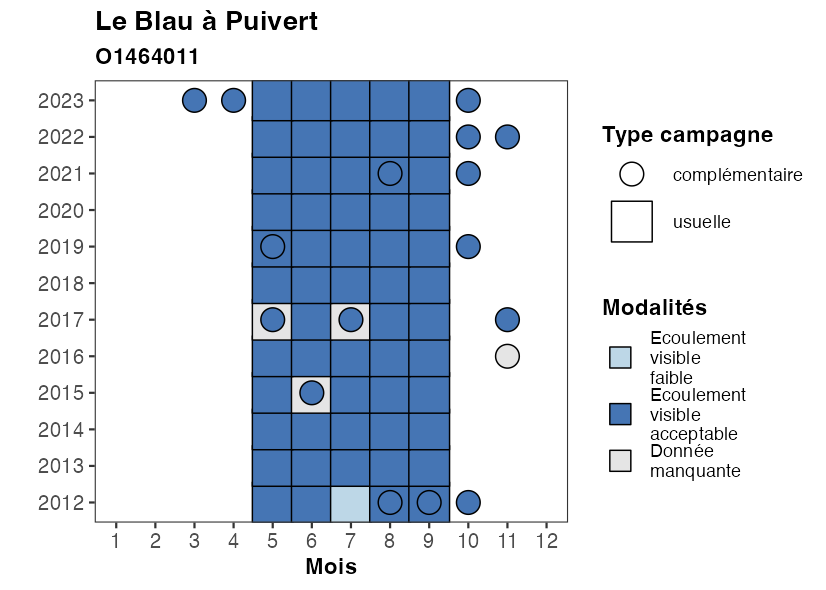 Le Blau à Puivert
O1464011
2023
2022
2021
2020
2019
2018
2017
2016
2015
2014
2013
2012
1 2 3 4 5 6 7 8 9 10 11 12
Mois
Type campagne
complémentaire
usuelle
Modalités
Ecoulement
visible
faible
Ecoulement
visible
acceptable
Donnée
manquante